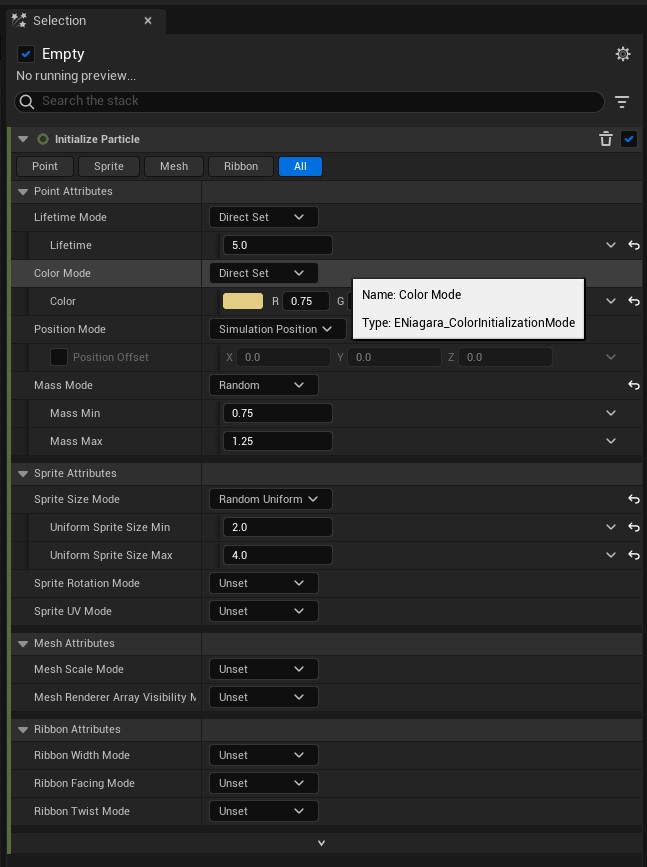 Selection
Empty
No running preview...
Search the stack
Initialize Particle
Point Sprite Mesh Ribbon All
Point Attributes
Lifetime Mode Direct Set
Lifetime 5.0
Color Mode Direct Set
Name: Color Mode
Color R 0.75 G
Type: ENiagara_ColorInitializationMode
Position Mode Simulation Position
Position Offset X 0.0 Y 0.0 Z 0.0
Mass Mode Random
Mass Min 0.75
Mass Max 1.25
Sprite Attributes
Sprite Size Mode Random Uniform
Uniform Sprite Size Min 2.0
Uniform Sprite Size Max 4.0
Sprite Rotation Mode Unset
Sprite UV Mode Unset
Mesh Attributes
Mesh Scale Mode Unset
Mesh Renderer Array Visibility M Unset
Ribbon Attributes
Ribbon Width Mode Unset
Ribbon Facing Mode Unset
Ribbon Twist Mode Unset